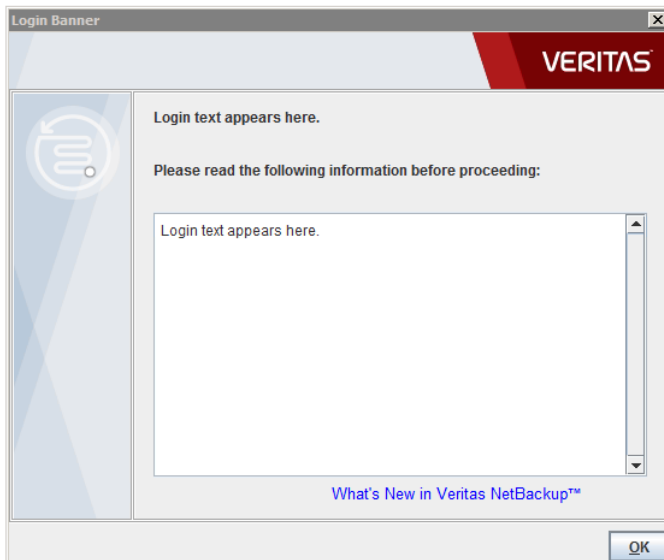 Login Banner
VERITAS
Login text appears here.
Please read the following information before proceeding:
Login text appears here.
What's New in Veritas NetBackup™
OK